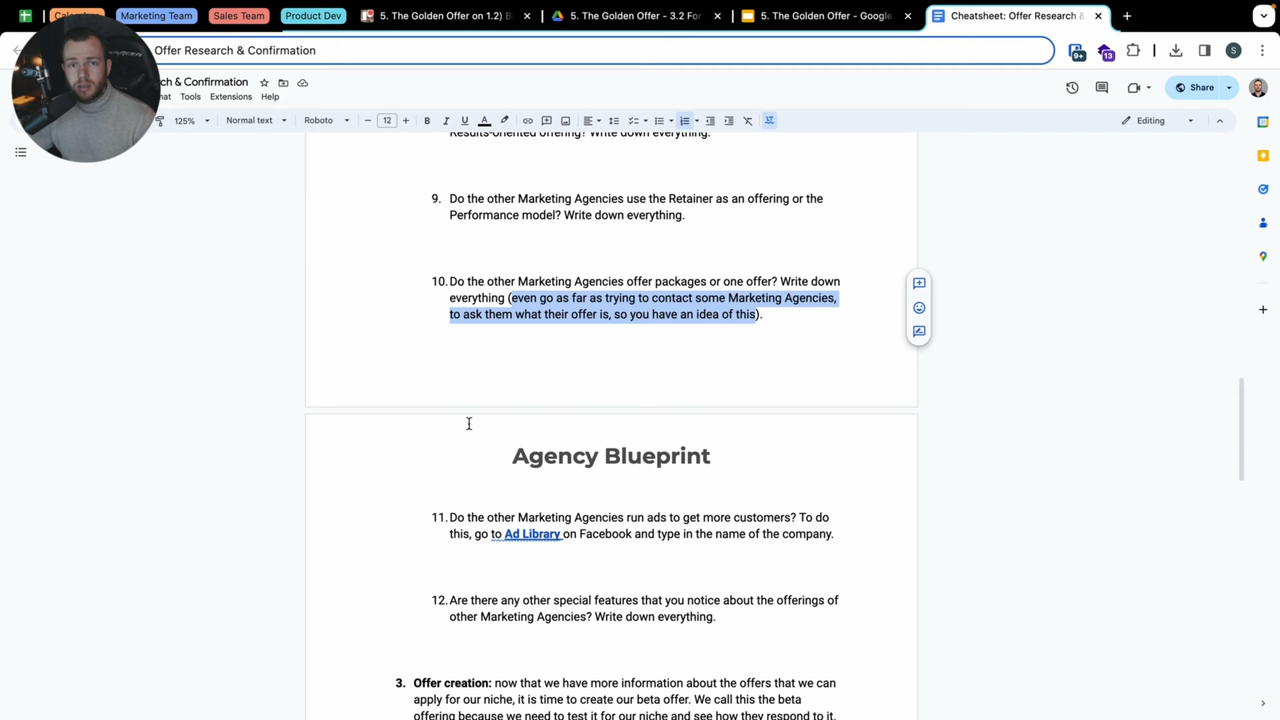 Marketing Team
Sales Team
Product Dev
5. The Golden Offer on 1.2)
5. The Golden Offer - 3.2 For
5. The Golden Offer - Google
Cheatsheet: Offer Research &
Offer Research & Confirmation
9+
13
S
ch & Confirmation
mat Tools Extensions Help
Share
125%
Normal text
Roboto
12
B I U A
Editing
Results-oriented offering? Write down everything.
9. Do the other Marketing Agencies use the Retainer as an offering or the
Performance model? Write down everything.
10. Do the other Marketing Agencies offer packages or one offer? Write down
everything (even go as far as trying to contact some Marketing Agencies,
to ask them what their offer is, so you have an idea of this).
Agency Blueprint
11. Do the other Marketing Agencies run ads to get more customers? To do
this, go to Ad Library on Facebook and type in the name of the company.
12. Are there any other special features that you notice about the offerings of
other Marketing Agencies? Write down everything.
3. Offer creation: now that we have more information about the offers that we can
apply for our niche, it is time to create our beta offer. We call this the beta
offering because we need to test it for our niche and see how they respond to it.